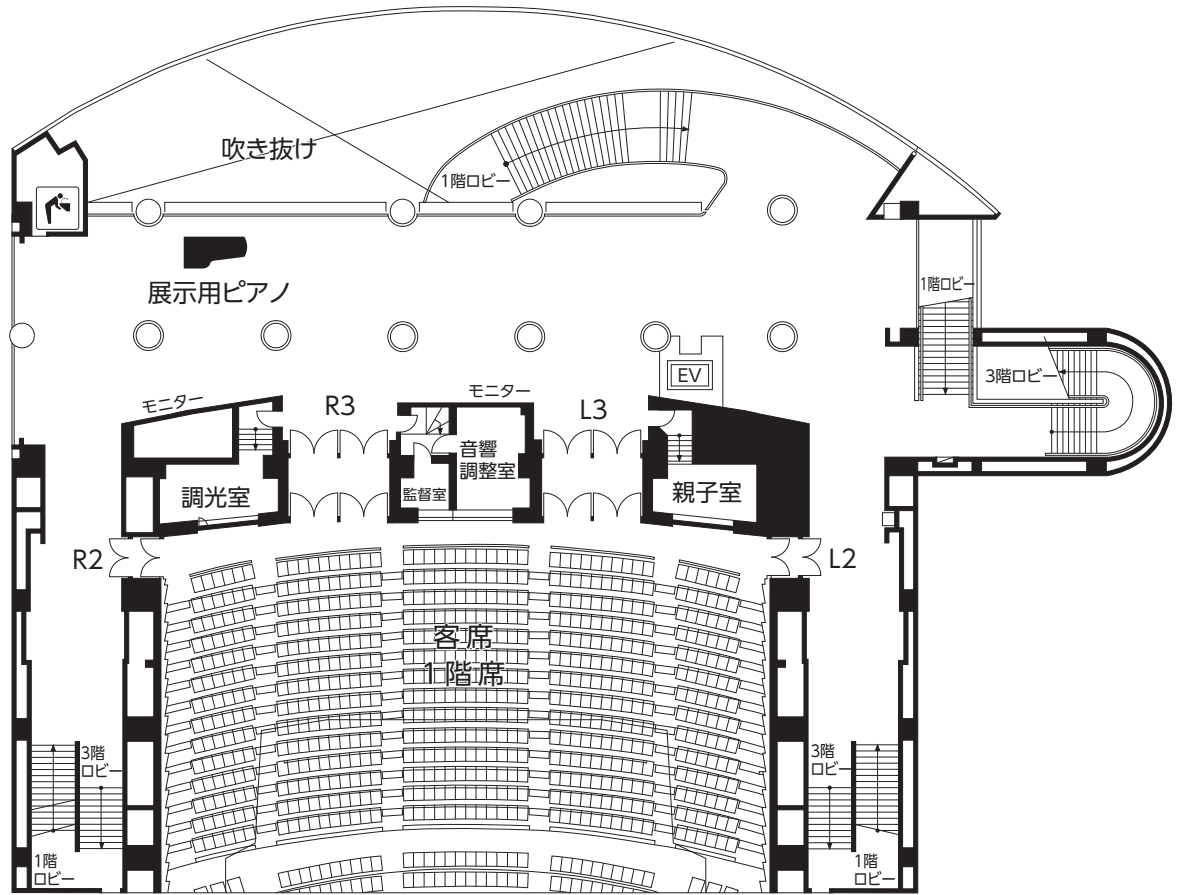 吹き抜け
1階ロビー
展示用ピアノ
1階ロビー
3階ロビー
EV
モニター
モニター
R3
L3
音響
調整室
監督室
調光室
親子室
R2
L2
客席
1階席
3階
ロビー
3階
ロビー
1階
ロビー
1階
ロビー